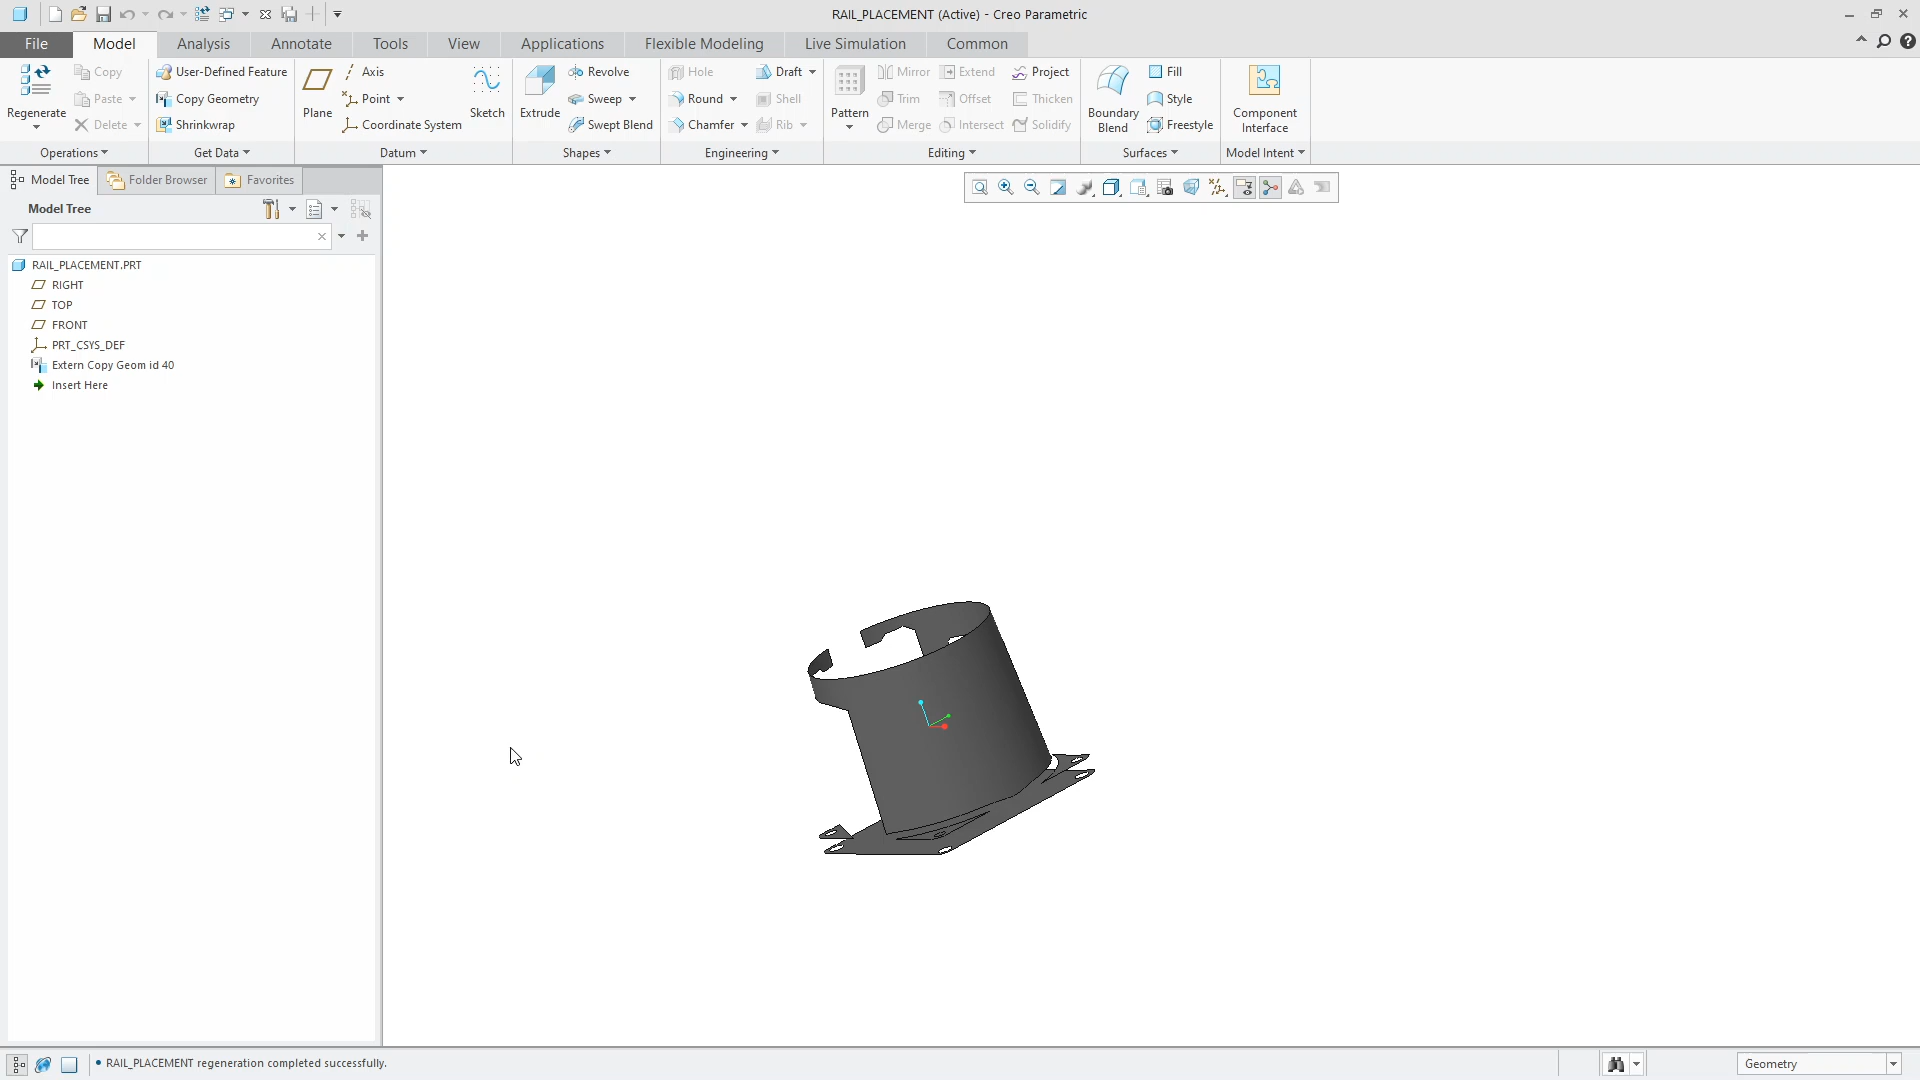 RAIL_PLACEMENT (Active) - Creo Parametric
File Model Analysis Annotate Tools View Applications Flexible Modeling Live Simulation Common
Regenerate
Copy
Paste
Delete
Operations
User-Defined Feature
Copy Geometry
Shrinkwrap
Get Data
Plane
Axis
Point
Coordinate System
Sketch
Datum
Extrude
Revolve
Sweep
Swept Blend
Shapes
Hole
Round
Chamfer
Draft
Shell
Rib
Engineering
Pattern
Mirror
Trim
Merge
Extend
Offset
Intersect
Project
Thicken
Solidify
Editing
Boundary
Blend
Fill
Style
Freestyle
Surfaces
Component
Interface
Model Intent
Model Tree Folder Browser Favorites
Model Tree
RAIL_PLACEMENT.PRT
RIGHT
TOP
FRONT
PRT_CSYS_DEF
Extern Copy Geom id 40
Insert Here
• RAIL_PLACEMENT regeneration completed successfully.
Geometry